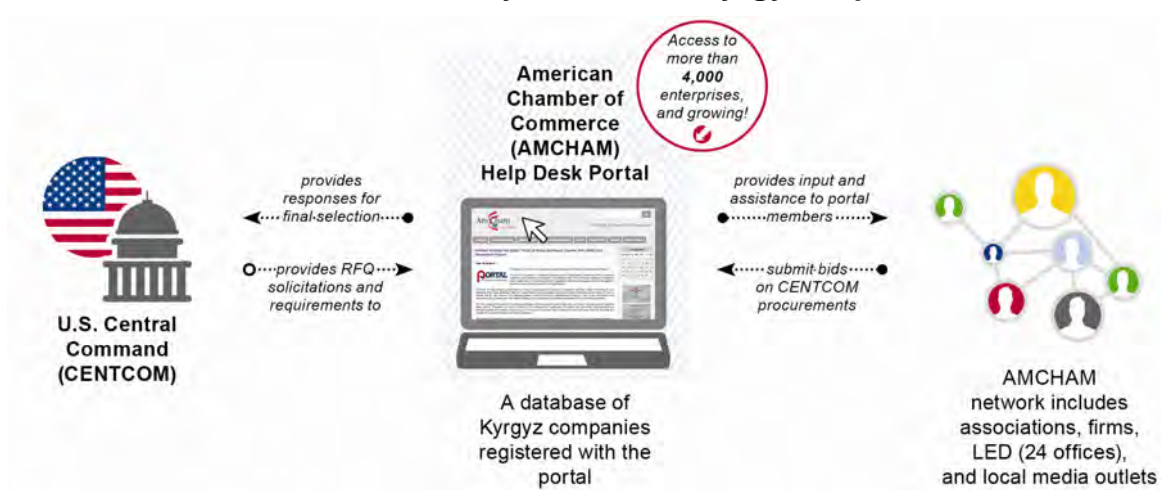 Access to
more than
4,000
enterprises,
and growing!
American
Chamber of
Commerce
(AMCHAM)
Help Desk Portal
provides
responses for
final selection
provides RFQ
solicitations and
requirements to
U.S. Central
Command
(CENTCOM)
AmCham
PORTAL
A database of
Kyrgyz companies
registered with the
portal
provides input and
assistance to portal
members
submit bids
on CENTCOM
procurements
AMCHAM
network includes
associations, firms,
LED (24 offices),
and local media outlets